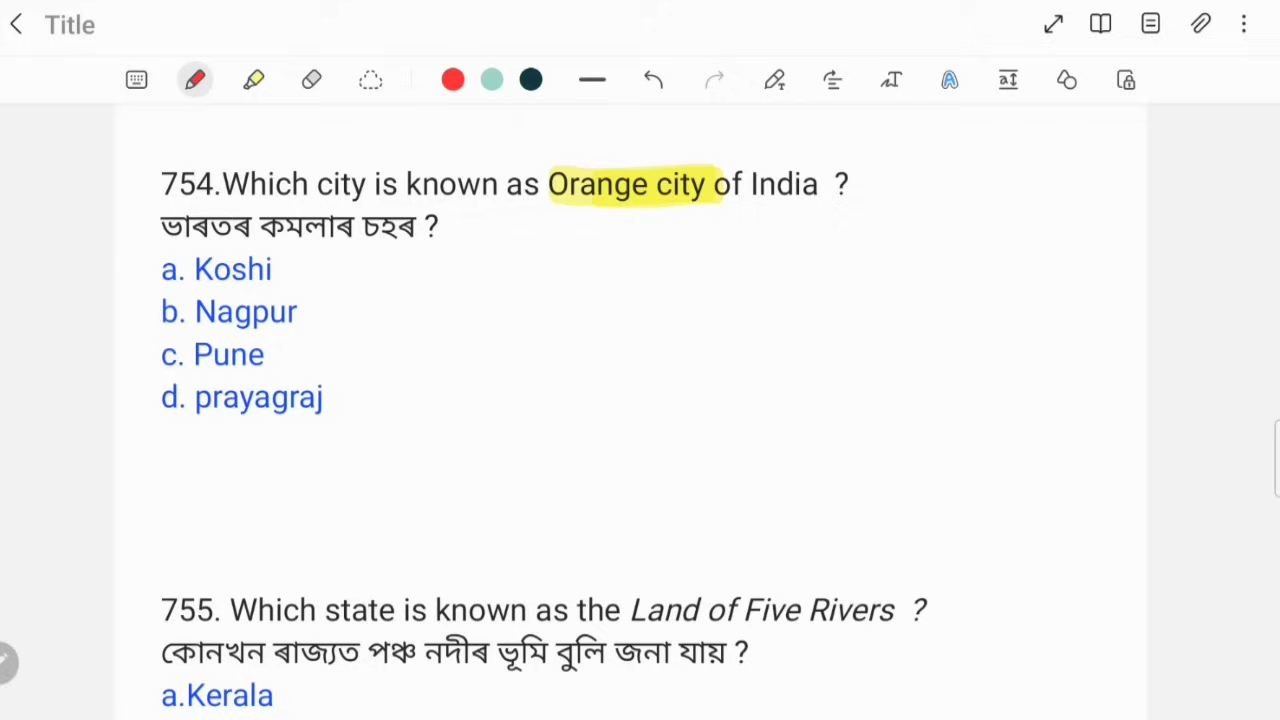 Title
754.Which city is known as Orange city of India ?
ভাৰতৰ কমলাৰ চহৰ ?
a. Koshi
b. Nagpur
c. Pune
d. prayagraj
755. Which state is known as the Land of Five Rivers ?
কোনখন ৰাজ্যত পঞ্চ নদীৰ ভূমি বুলি জনা যায় ?
a.Kerala